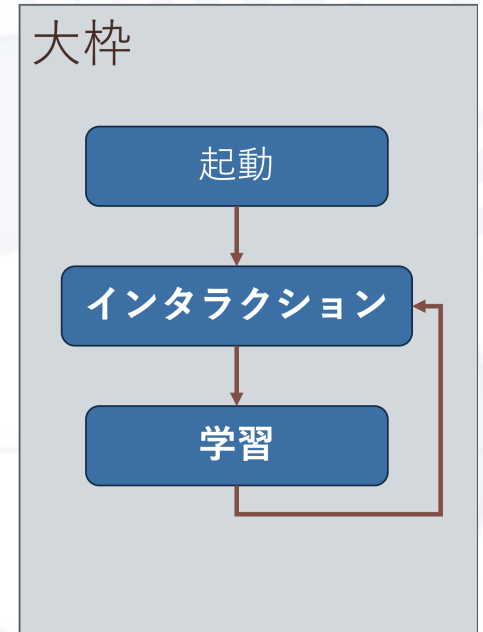 大枠
起動
インタラクション
学習